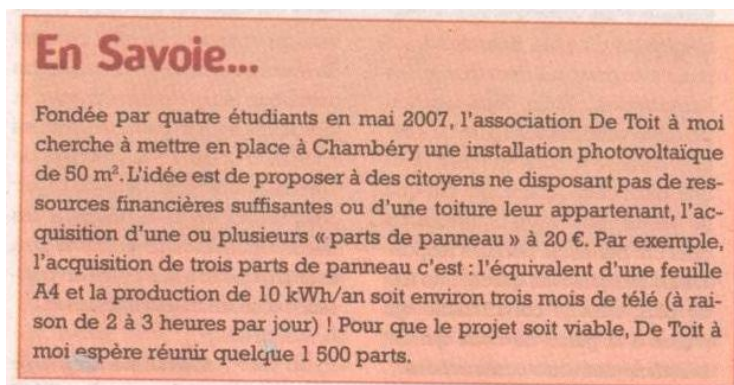 En Savoie...
Fondée par quatre étudiants en mai 2007, l'association De Toit à moi
cherche à mettre en place à Chambéry une installation photovoltaïque
de 50 m². L'idée est de proposer à des citoyens ne disposant pas de res-
sources financières suffisantes ou d'une toiture leur appartenant, l'ac-
quisition d'une ou plusieurs « parts de panneau » à 20 €. Par exemple,
l'acquisition de trois parts de panneau c'est : l'équivalent d'une feuille
A4 et la production de 10 kWh/an soit environ trois mois de télé (à rai-
son de 2 à 3 heures par jour) ! Pour que le projet soit viable, De Toit à
moi espère réunir quelque 1 500 parts.